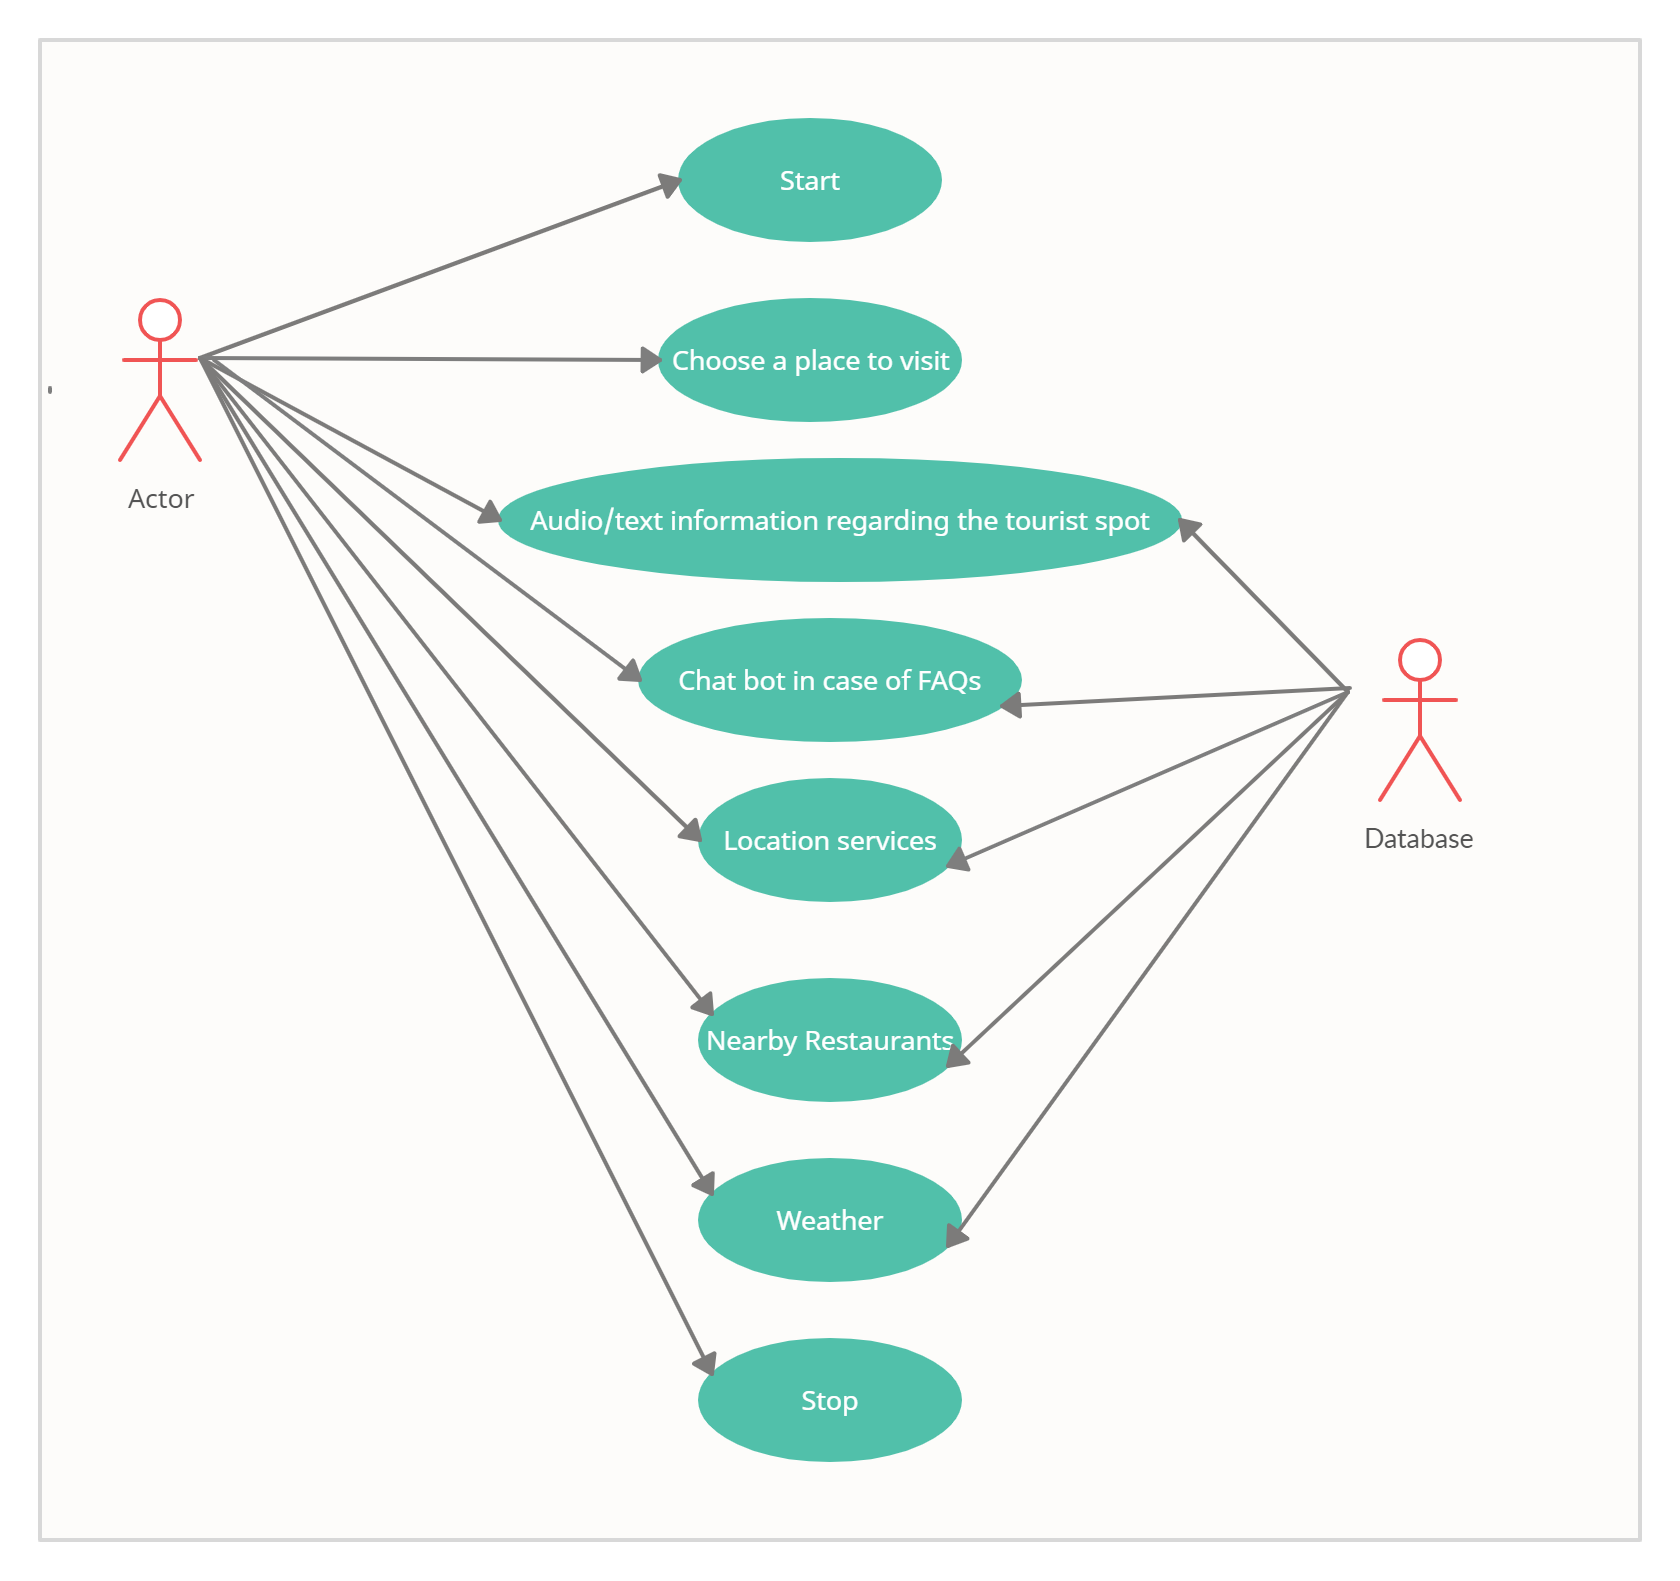 Start
Choose a place to visit
Actor
Audio/text information regarding the tourist spot
Chat bot in case of FAQs
Location services
Database
Nearby Restaurants
Weather
Stop